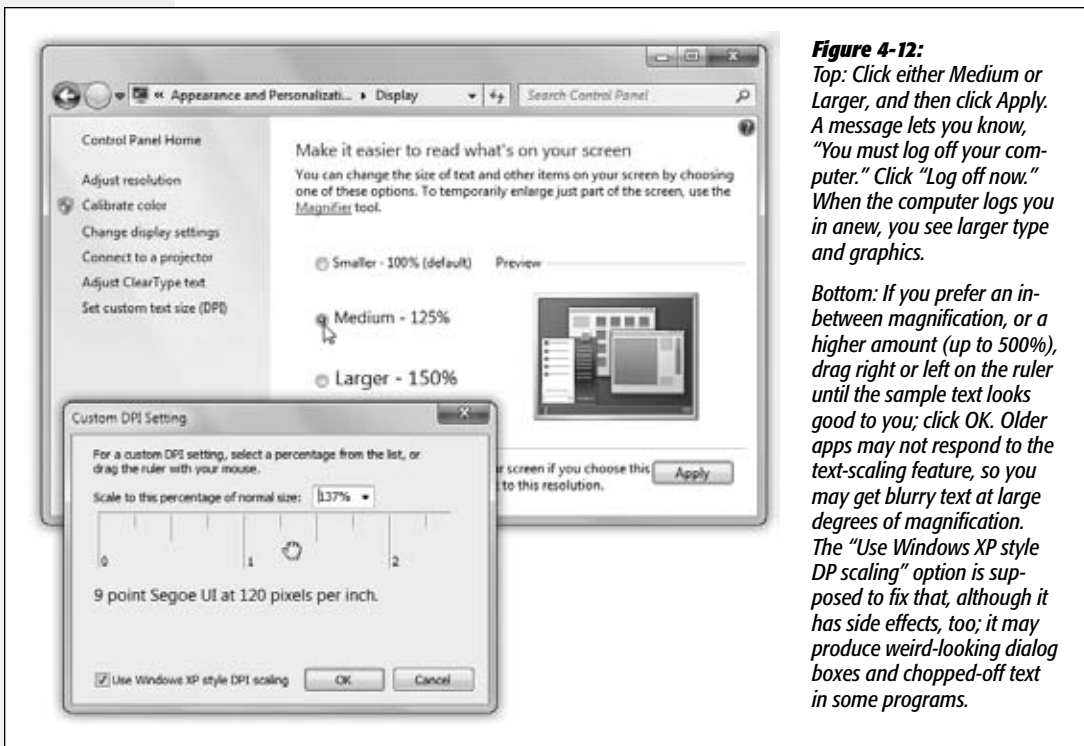 « Appearance and Personalizati... ▸ Display
Search Control Panel
Control Panel Home
Adjust resolution
Calibrate color
Change display settings
Connect to a projector
Adjust ClearType text
Set custom text size (DPI)
Make it easier to read what's on your screen
You can change the size of text and other items on your screen by choosing
one of these options. To temporarily enlarge just part of the screen, use the
Magnifier tool.
Smaller - 100% (default)
Preview
Medium - 125%
Larger - 150%
screen if you choose this
to this resolution.
Apply
Custom DPI Setting
For a custom DPI setting, select a percentage from the list, or
drag the ruler with your mouse.
Scale to this percentage of normal size: 137%
0 1 2
9 point Segoe UI at 120 pixels per inch.
Use Windows XP style DPI scaling
OK
Cancel
Figure 4-12:
Top: Click either Medium or
Larger, and then click Apply.
A message lets you know,
“You must log off your com-
puter.” Click “Log off now.”
When the computer logs you
in anew, you see larger type
and graphics.
Bottom: If you prefer an in-
between magnification, or a
higher amount (up to 500%),
drag right or left on the ruler
until the sample text looks
good to you; click OK. Older
apps may not respond to the
text-scaling feature, so you
may get blurry text at large
degrees of magnification.
The “Use Windows XP style
DP scaling” option is sup-
posed to fix that, although it
has side effects, too; it may
produce weird-looking dialog
boxes and chopped-off text
in some programs.